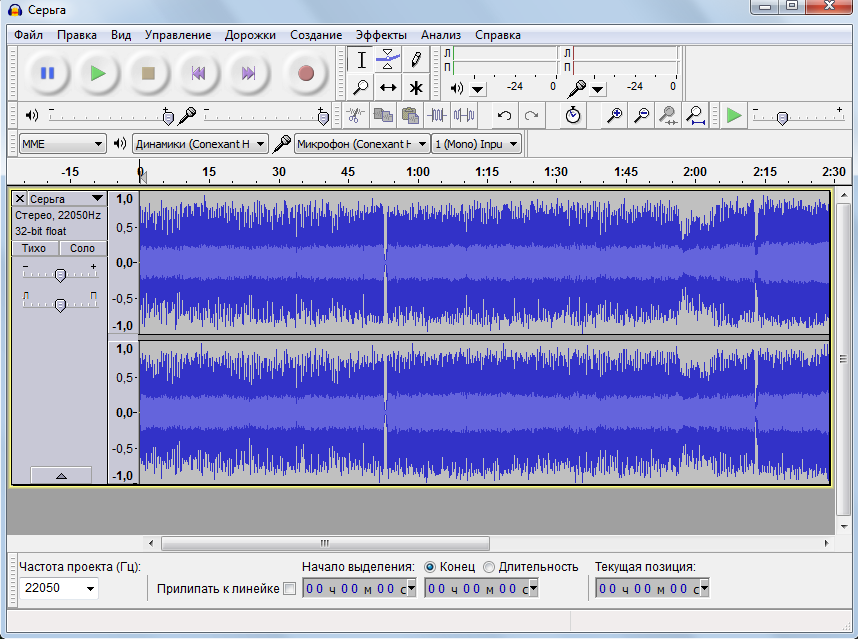 Серьга
Файл Правка Вид Управление Дорожки Создание Эффекты Анализ Справка
Л Л
П П
-24 0 -24 0
MME Динамики (Conexant H Микрофон (Conexant H 1 (Mono) Inpu
-15 0 15 30 45 1:00 1:15 1:30 1:45 2:00 2:15 2:30
Серьга
Стерео, 22050Hz
32-bit float
Тихо Соло
- +
Л П
1,0
0,5-
0,0-
-0,5-
-1,0
1,0
0,5-
0,0-
-0,5-
-1,0
Частота проекта (Гц): Начало выделения: Конец Длительность Текущая позиция:
22050 Прилипать к линейке 00 ч 00 м 00 с 00 ч 00 м 00 с 00 ч 00 м 00 с